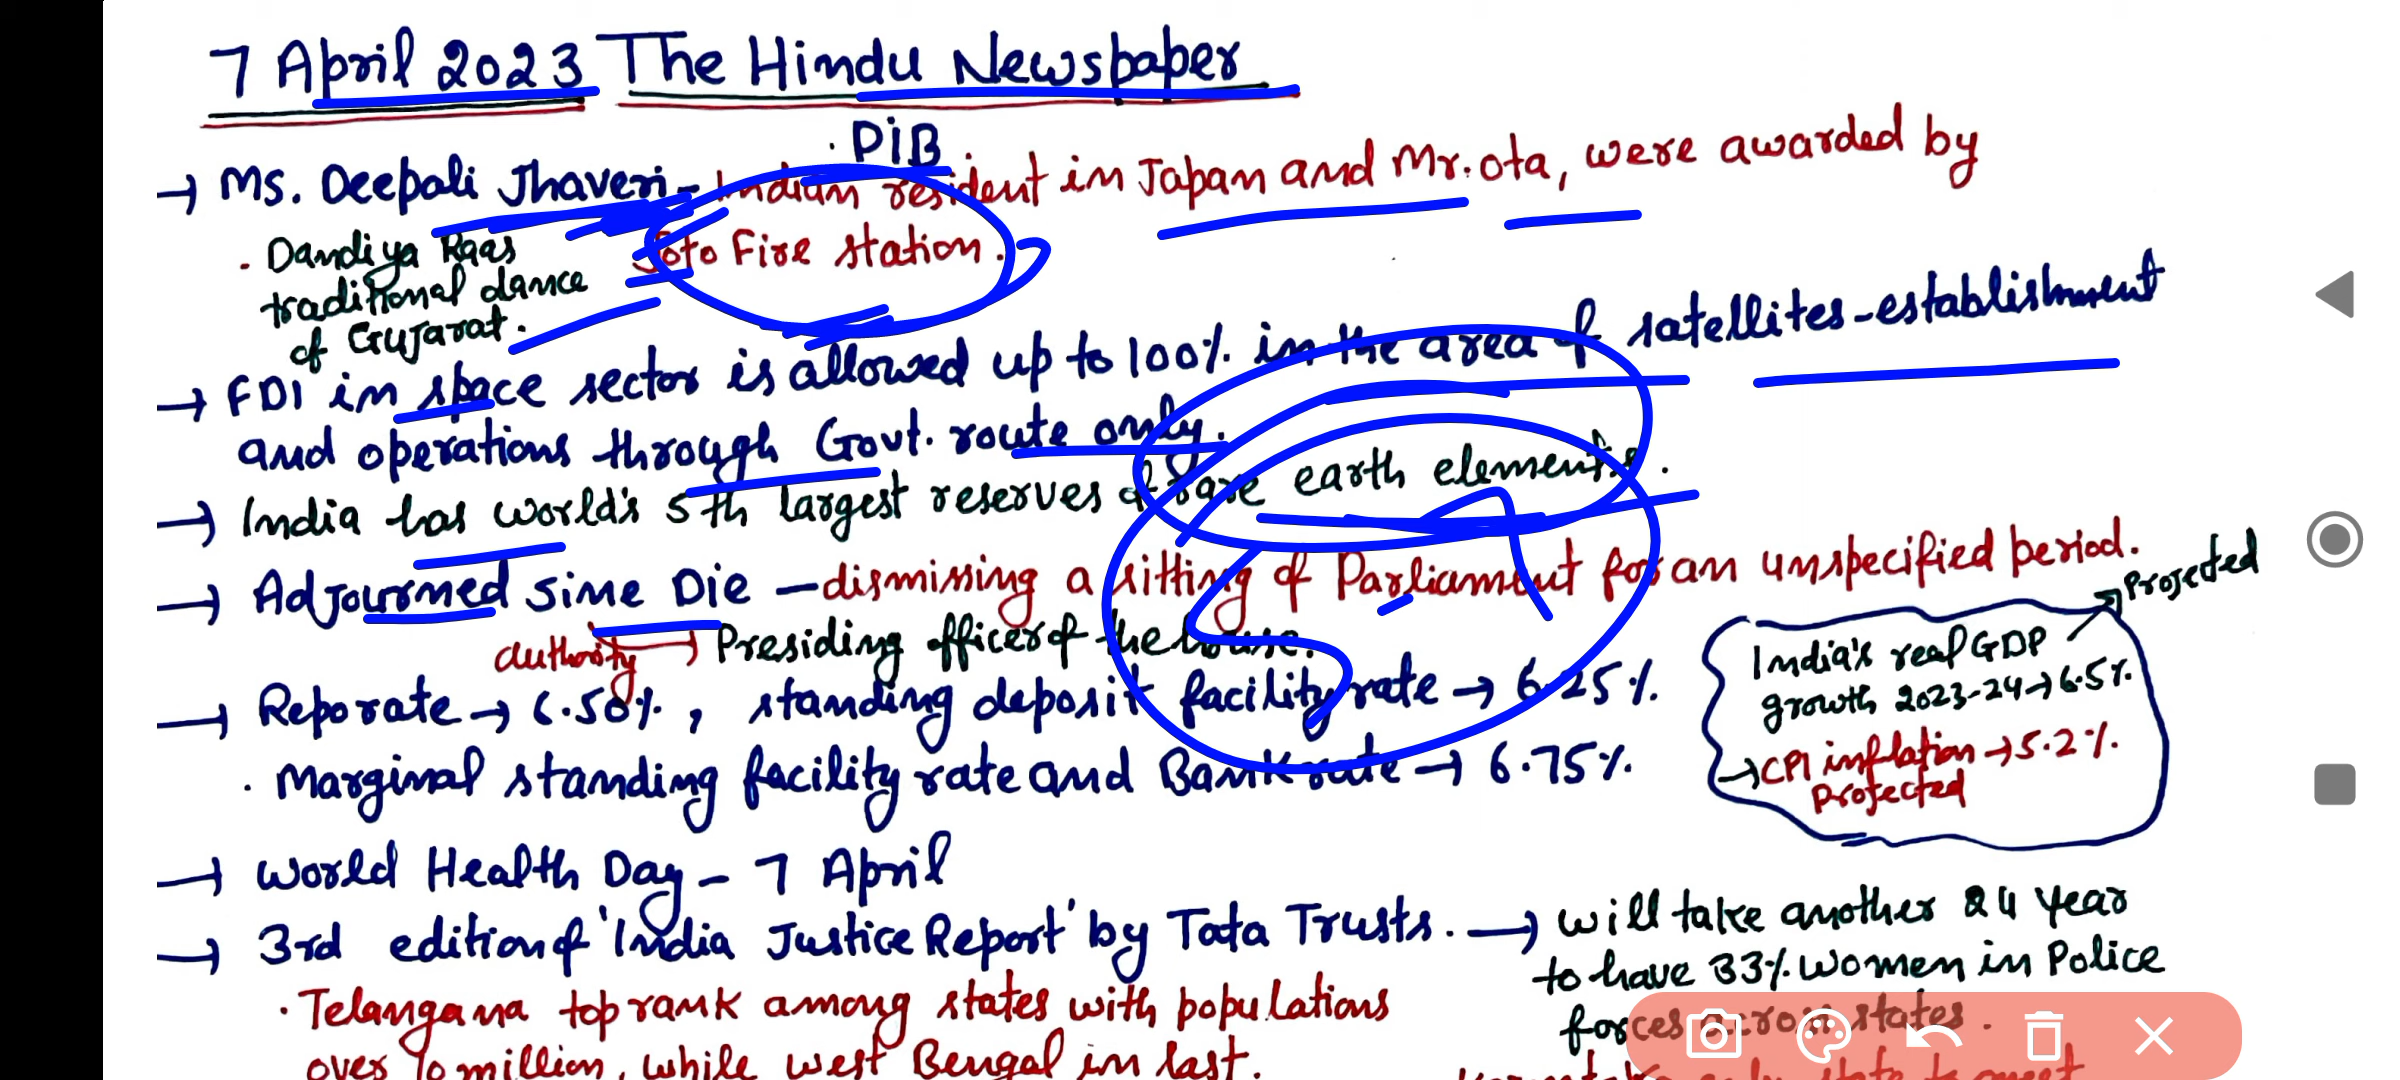 7 April 2023 The Hindu Newspaper
. PiB
→ Ms. Deepali Jhaveri - Indian resident in Japan and Mr. Ota, were awarded by
Joto Fire station.
. Dandiya Raas
traditional dance
of Gujarat.
→ FDI in space sector is allowed up to 100% in the area of satellites-establishment
and operations through Govt. route only.
→ India has world's 5th largest reserves of rare earth elements.
→ Adjourned Sine Die - dismissing a sitting of Parliament for an unspecified period.
authority → Presiding officer of the house.
→ Repo rate → 6.50%, standing deposit facility rate → 6.25%.
. Marginal standing facility rate and Bank rate → 6.75%.
Projected
India's real GDP
growth 2023-24 → 6.5%.
→ CPI inflation → 5.2%.
Projected
→ World Health Day - 7 April
→ 3rd edition of 'India Justice Report' by Tata Trusts. → will take another 24 year
to have 33% women in Police
forces across states.
. Telangana top rank among states with populations
over 10 million, while west Bengal in last.